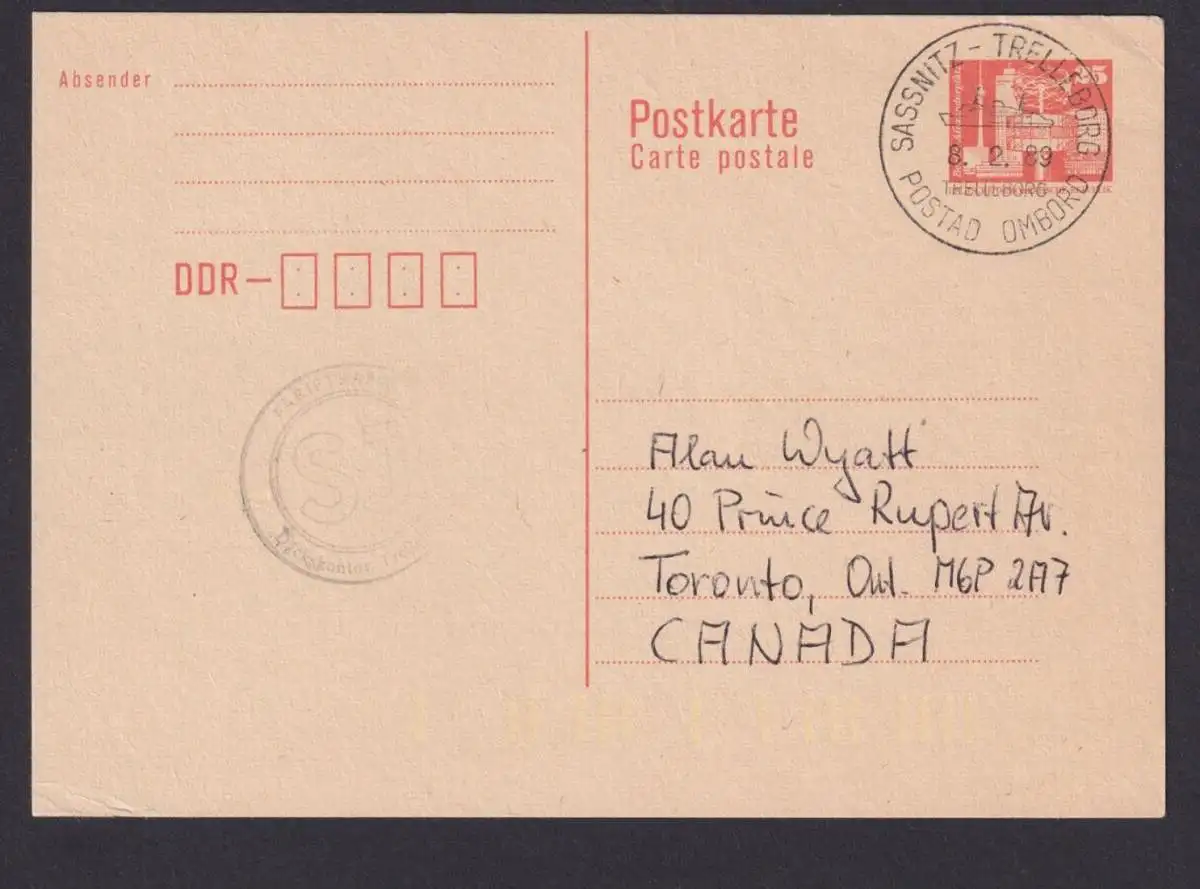 Absender
DDR–
Postkarte
Carte postale
SASSNITZ - TRELLEBORG
8. 2. 89
TRELLEBORG
POSTAD OMBORD
SJ
Alan Wyatt
40 Prince Rupert Av.
Toronto, Ont. M6P 2A7
CANADA